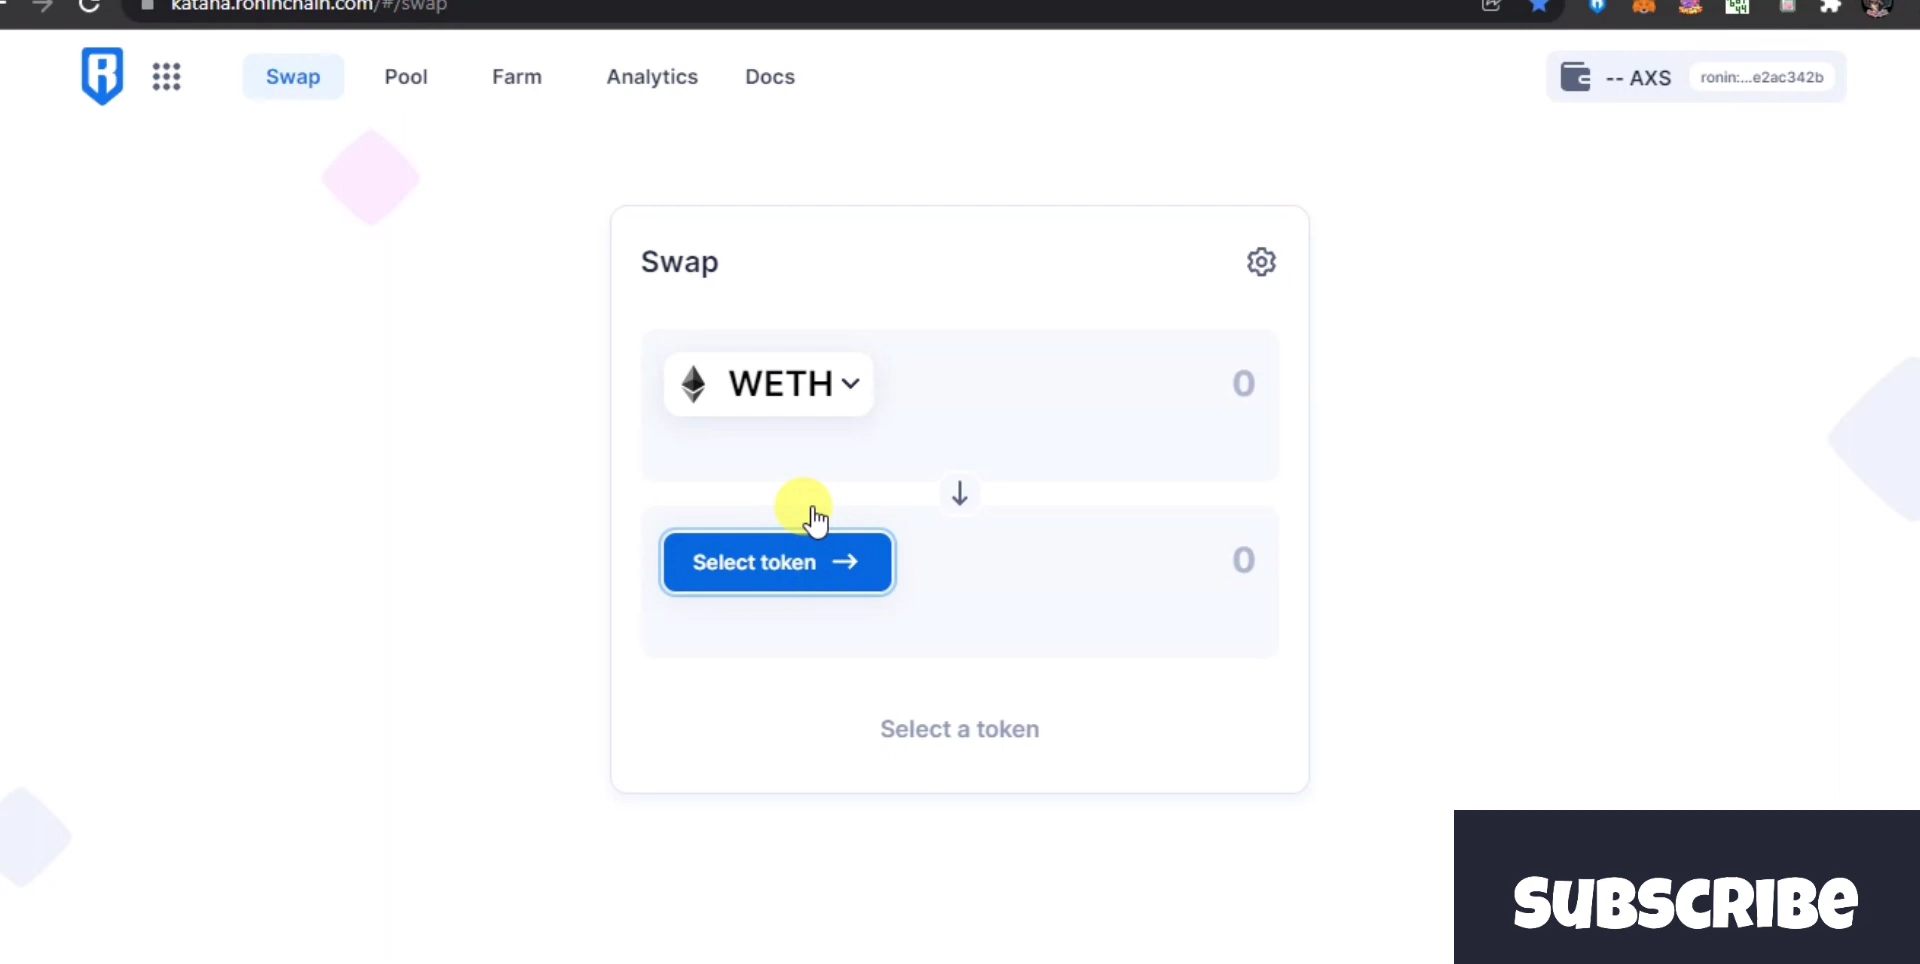 katana.roninchain.com/#/swap
Swap
Pool
Farm
Analytics
Docs
-- AXS
ronin:...e2ac342b
Swap
WETH
0
Select token
0
Select a token
SUBSCRIBe